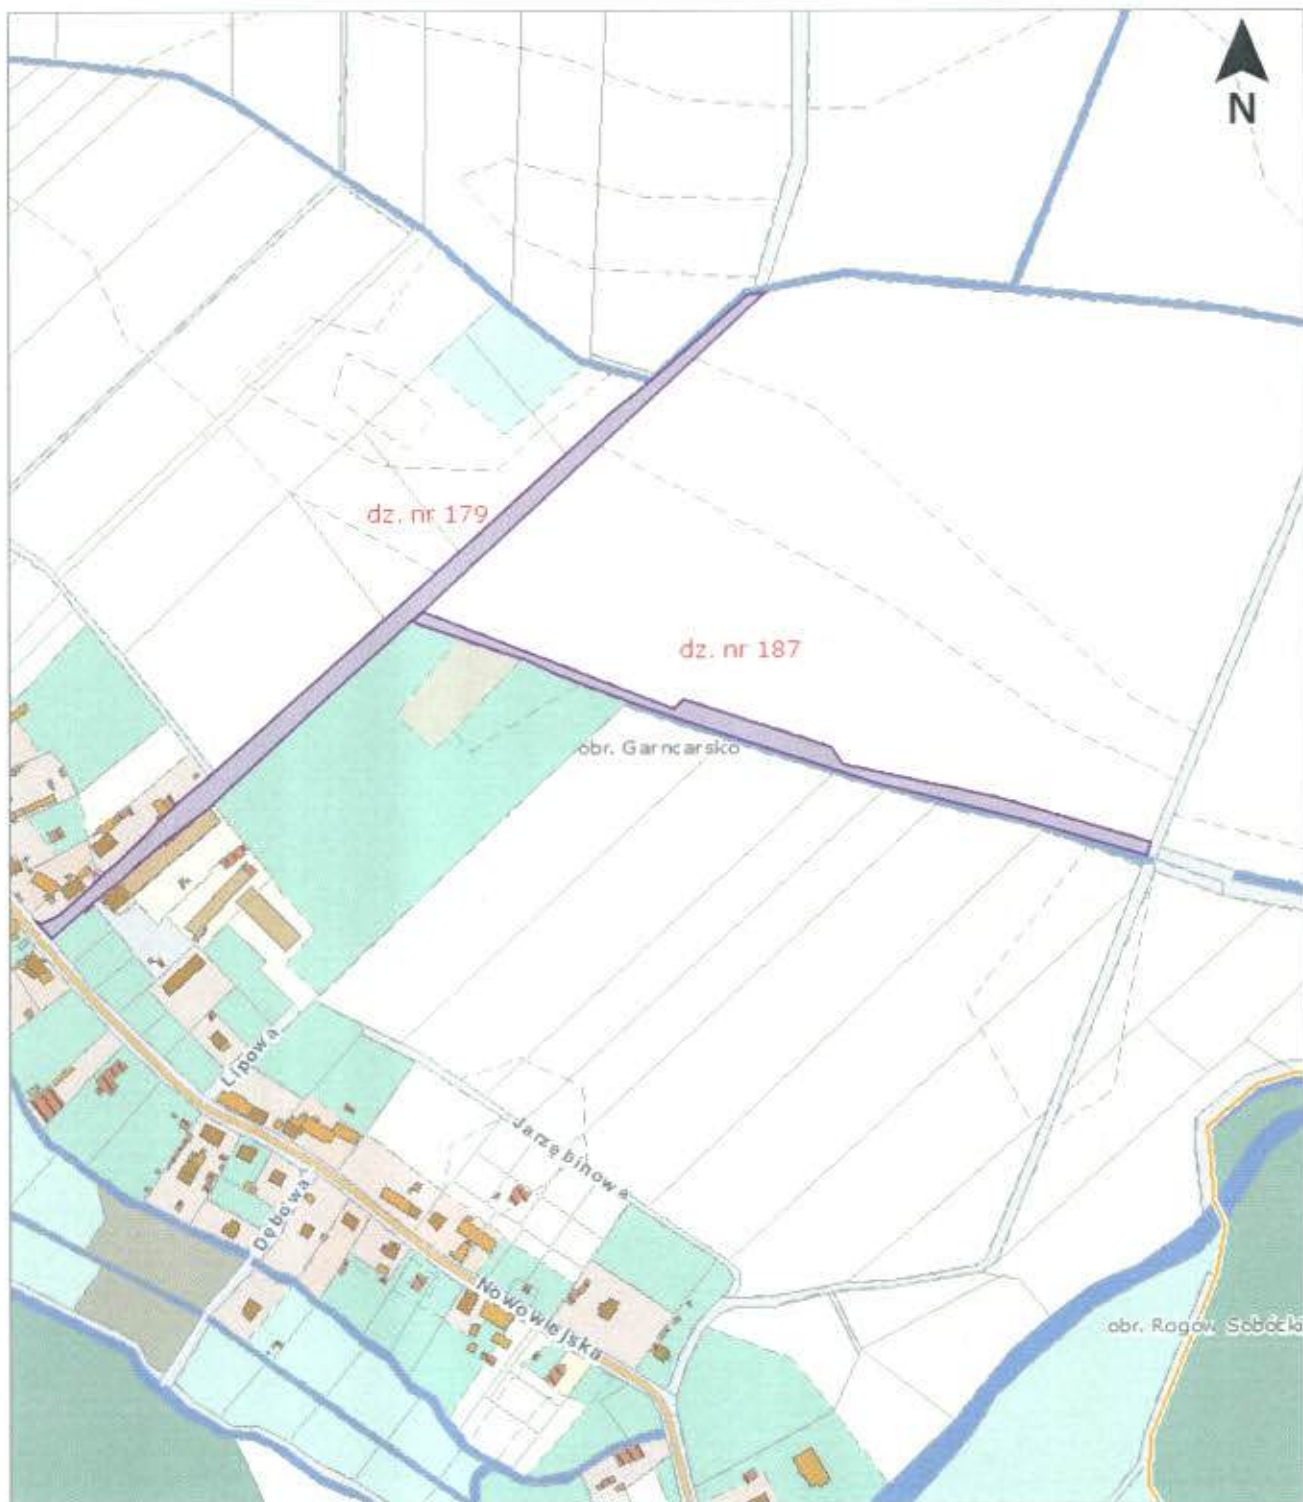 N
dz. nr 179
dz. nr 187
obr. Garncarsko
Lipowa
Jarzębinowa
Dębowa
Nowowiejska
obr. Rogów Sobócki